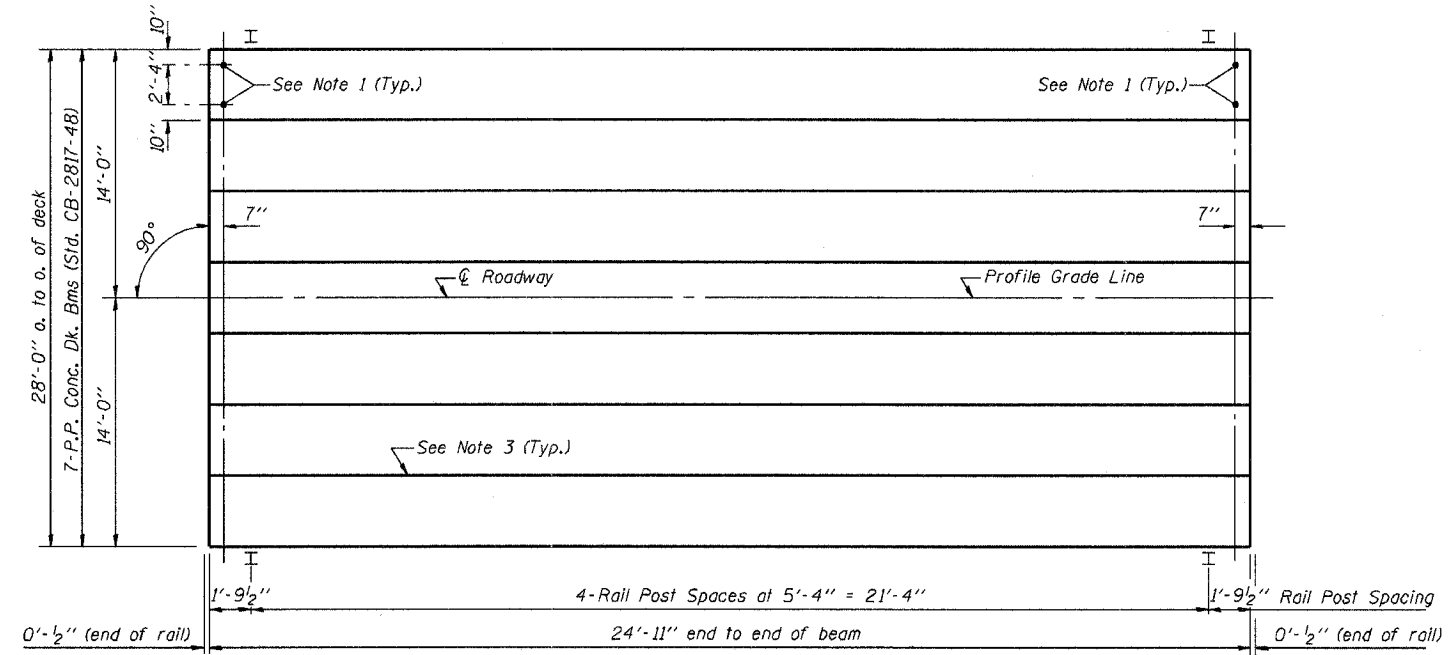 10"
2'-4"
10"
See Note 1 (Typ.)
See Note 1 (Typ.)
28'-0" o. to o. of deck
7-P.P. Conc. Dk. Bms (Std. CB-2817-48)
14'-0"
14'-0"
90°
7"
7"
℄ Roadway
Profile Grade Line
See Note 3 (Typ.)
1'-9½"
4-Rail Post Spaces at 5'-4" = 21'-4"
1'-9½" Rail Post Spacing
0'-½" (end of rail)
24'-11" end to end of beam
0'-½" (end of rail)